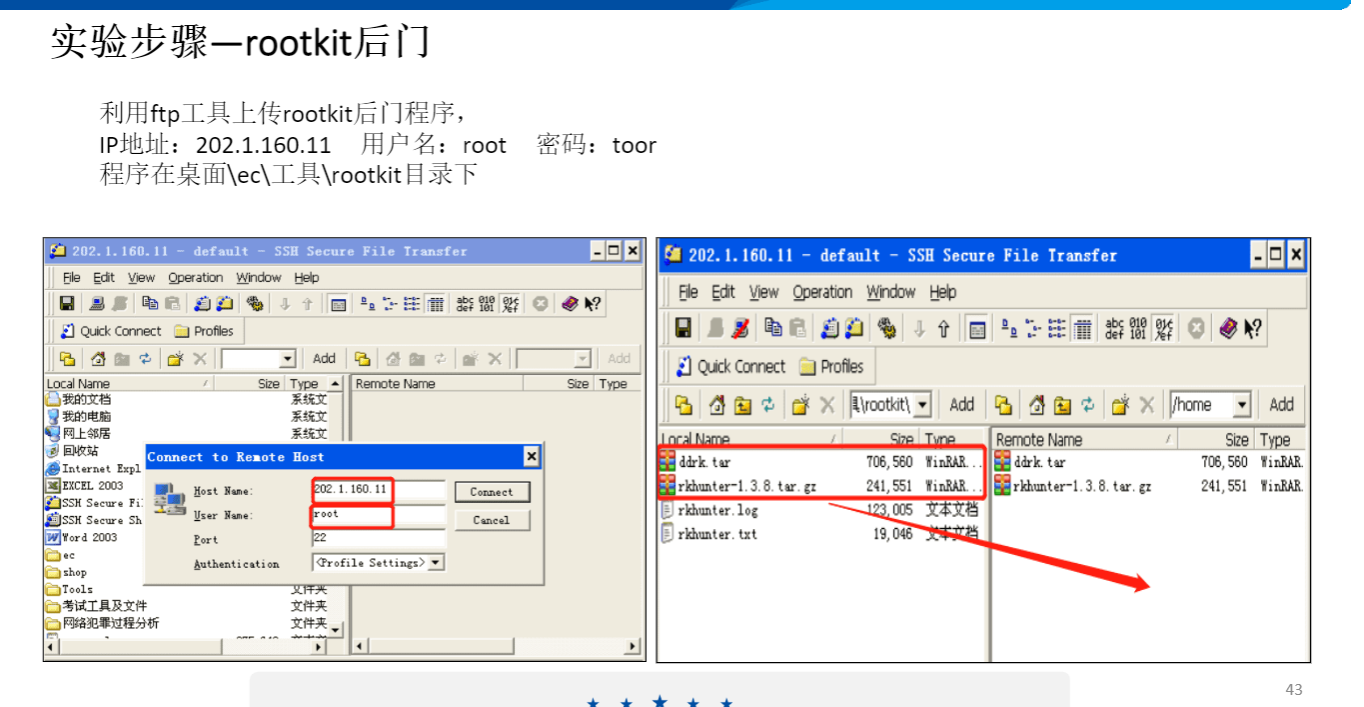 实验步骤—rootkit后门
利用ftp工具上传rootkit后门程序，
IP地址：202.1.160.11 用户名：root 密码：toor
程序在桌面\ec\工具\rootkit目录下
202.1.160.11 - default - SSH Secure File Transfer
File Edit View Operation Window Help
Quick Connect Profiles
Add Add
Local Name / Size Type Remote Name Size Type
我的文档 系统文
我的电脑 系统文
网上邻居 系统文
回收站
Internet Expl
EXCEL 2003
SSH Secure Fi
SSH Secure Sh
Word 2003
ec
shop
Tools 文件夹
考试工具及文件 文件夹
网络犯罪过程分析 文件夹
Connect to Remote Host
Host Name: 202.1.160.11 Connect
User Name: root Cancel
Port 22
Authentication <Profile Settings>
202.1.160.11 - default - SSH Secure File Transfer
File Edit View Operation Window Help
Quick Connect Profiles
\rootkit\ Add /home Add
Local Name / Size Type Remote Name / Size Type
ddrk.tar 706,560 WinRAR... ddrk.tar 706,560 WinRAR.
rkhunter-1.3.8.tar.gz 241,551 WinRAR... rkhunter-1.3.8.tar.gz 241,551 WinRAR.
rkhunter.log 123,005 文本文档
rkhunter.txt 19,046 文本文档
43